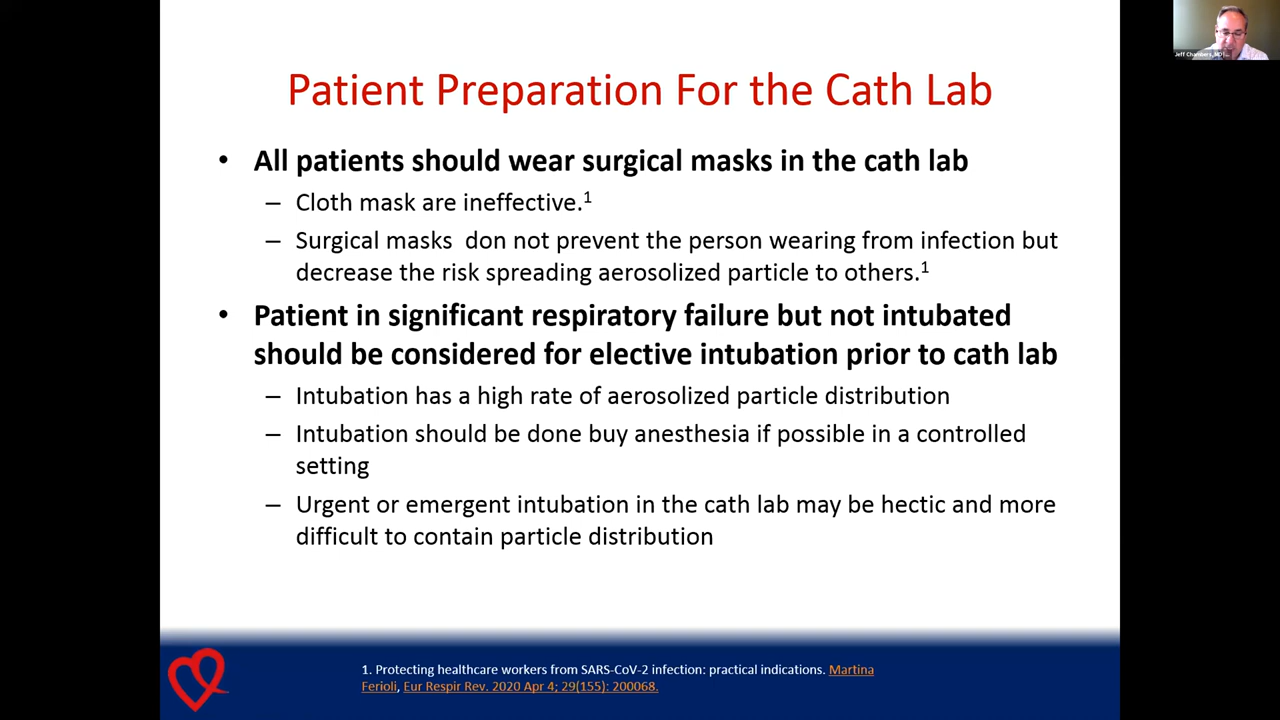 Patient Preparation For the Cath Lab
• All patients should wear surgical masks in the cath lab
– Cloth mask are ineffective.1
– Surgical masks don not prevent the person wearing from infection but
decrease the risk spreading aerosolized particle to others.1
• Patient in significant respiratory failure but not intubated
should be considered for elective intubation prior to cath lab
– Intubation has a high rate of aerosolized particle distribution
– Intubation should be done buy anesthesia if possible in a controlled
setting
– Urgent or emergent intubation in the cath lab may be hectic and more
difficult to contain particle distribution
1. Protecting healthcare workers from SARS-CoV-2 infection: practical indications. Martina
Ferioli, Eur Respir Rev. 2020 Apr 4; 29(155): 200068.
Jeff Chambers,